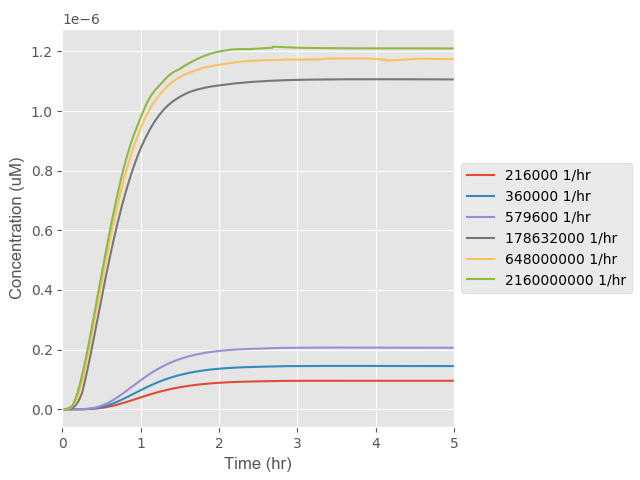 1e−6
1.2
1.0
0.8
0.6
0.4
0.2
0.0
Concentration (uM)
0 1 2 3 4 5
Time (hr)
216000 1/hr
360000 1/hr
579600 1/hr
178632000 1/hr
648000000 1/hr
2160000000 1/hr